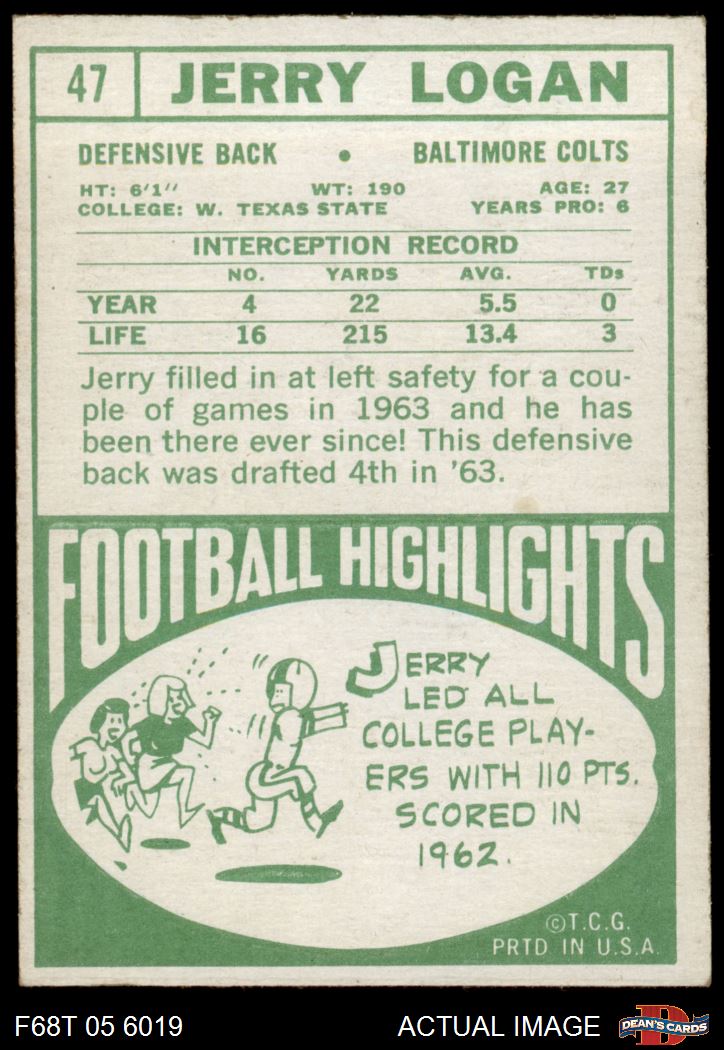 47 JERRY LOGAN
DEFENSIVE BACK • BALTIMORE COLTS
HT: 6'1'' WT: 190 AGE: 27
COLLEGE: W. TEXAS STATE YEARS PRO: 6
INTERCEPTION RECORD
NO. YARDS AVG. TDs
YEAR 4 22 5.5 0
LIFE 16 215 13.4 3
Jerry filled in at left safety for a cou-
ple of games in 1963 and he has
been there ever since! This defensive
back was drafted 4th in '63.
FOOTBALL HIGHLIGHTS
JERRY
LED ALL
COLLEGE PLAY-
ERS WITH 110 PTS.
SCORED IN
1962.
©T.C.G.
PRTD IN U.S.A.
F68T 05 6019 ACTUAL IMAGE D DEAN'S CARDS